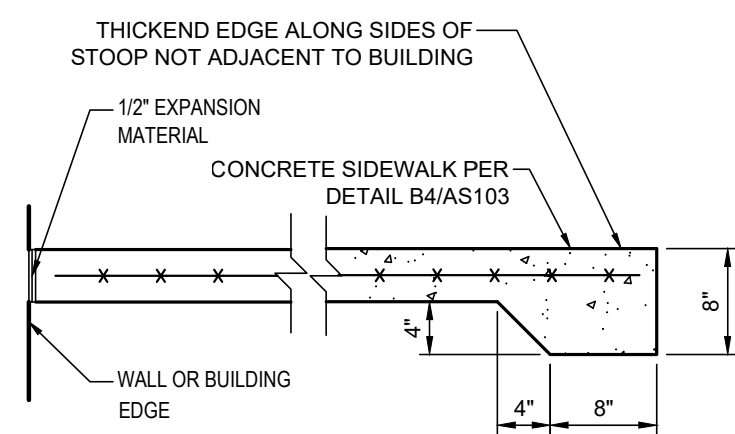 THICKEND EDGE ALONG SIDES OF
STOOP NOT ADJACENT TO BUILDING
1/2" EXPANSION
MATERIAL
CONCRETE SIDEWALK PER
DETAIL B4/AS103
4"
8"
WALL OR BUILDING
EDGE
4"
8"